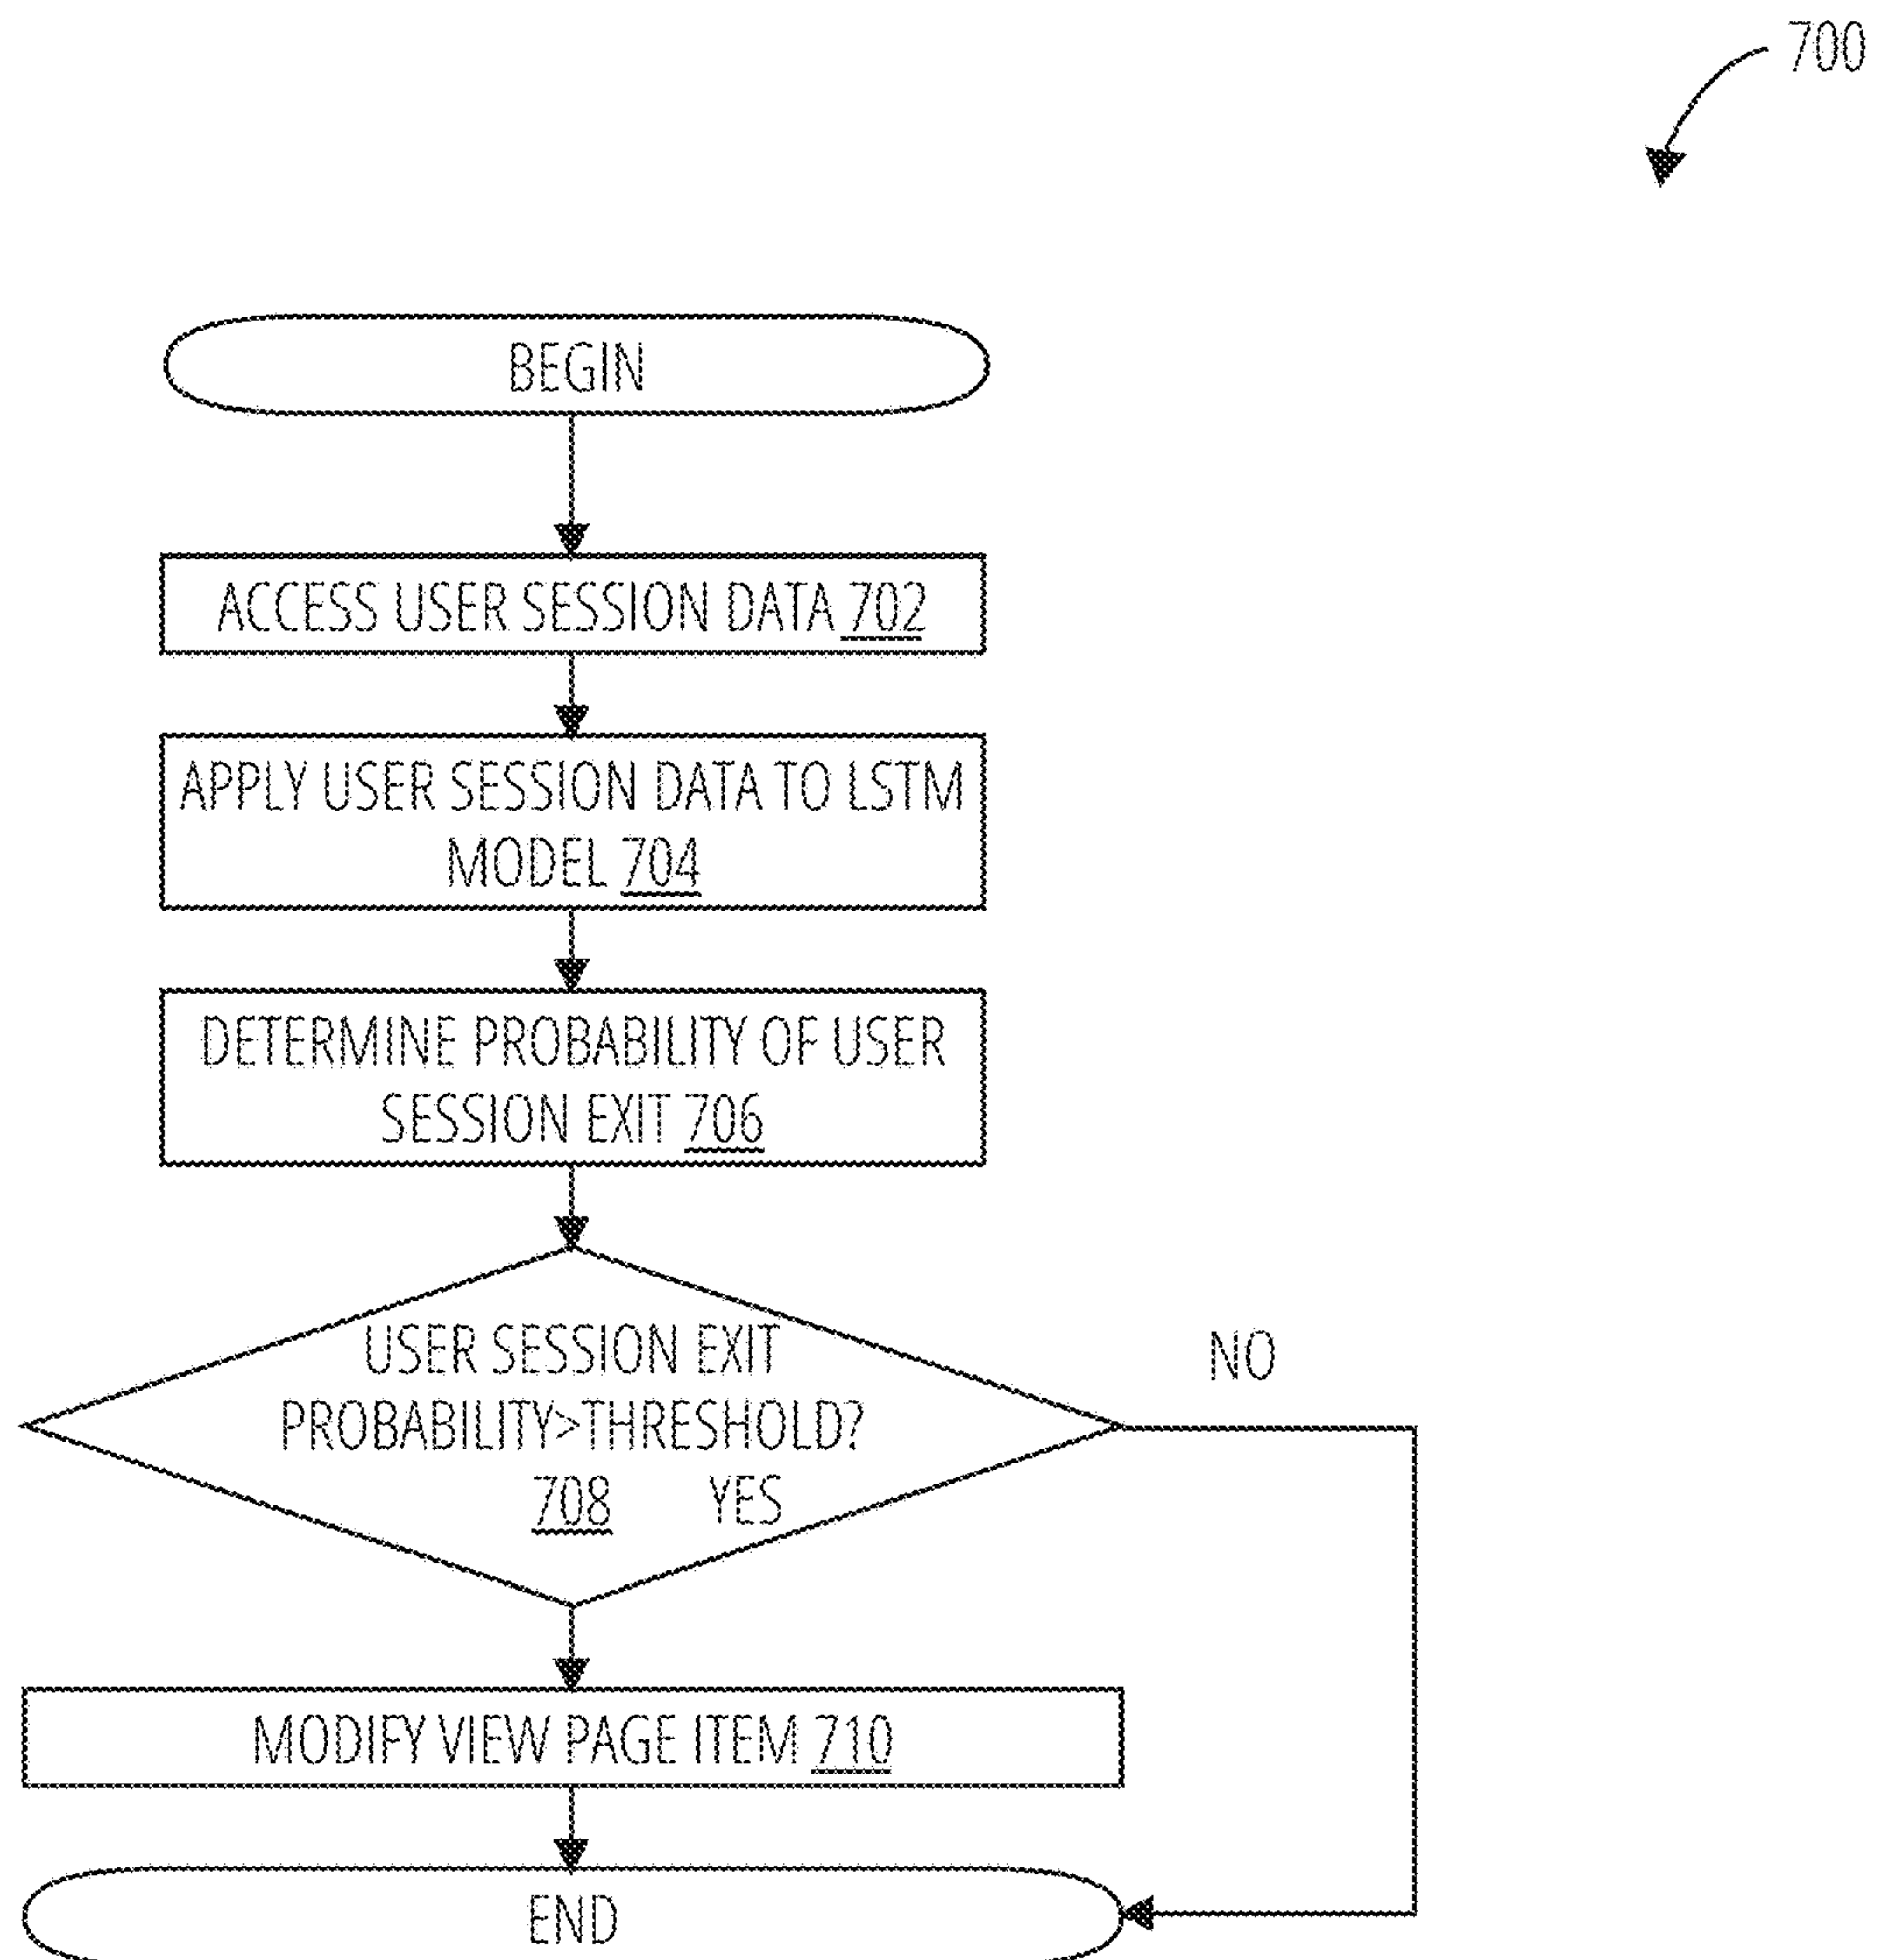 700
BEGIN
ACCESS USER SESSION DATA 702
APPLY USER SESSION DATA TO LSTM
MODEL 704
DETERMINE PROBABILITY OF USER
SESSION EXIT 706
USER SESSION EXIT
PROBABILITY>THRESHOLD?
708
YES
NO
MODIFY VIEW PAGE ITEM 710
END